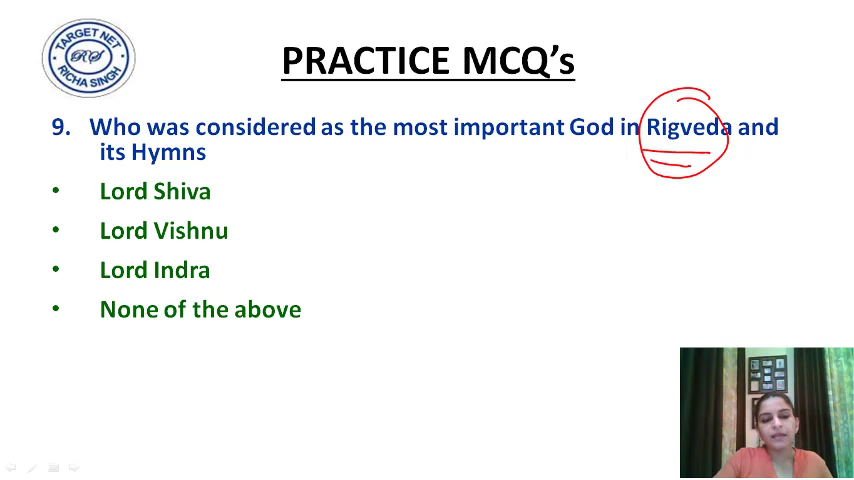 TARGET NET
RS
RICHA SINGH
PRACTICE MCQ’s
9. Who was considered as the most important God in Rigveda and
its Hymns
• Lord Shiva
• Lord Vishnu
• Lord Indra
• None of the above